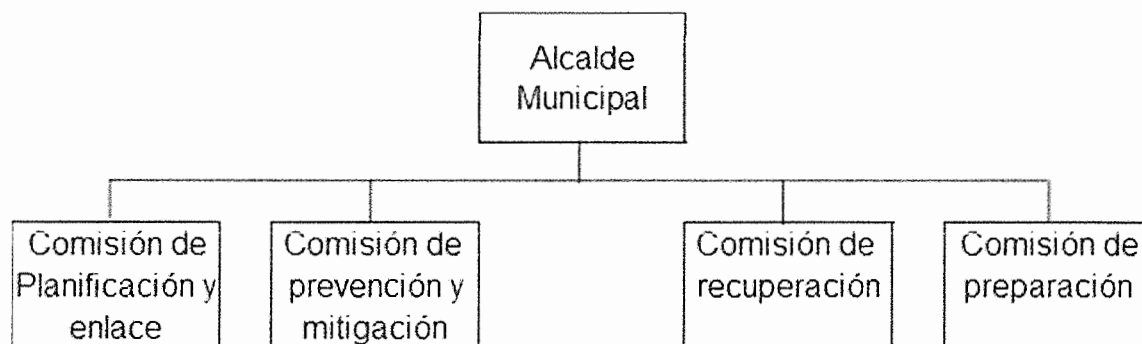 Alcalde
Municipal
Comisión de
Planificación y
enlace
Comisión de
prevención y
mitigación
Comisión de
recuperación
Comisión de
preparación